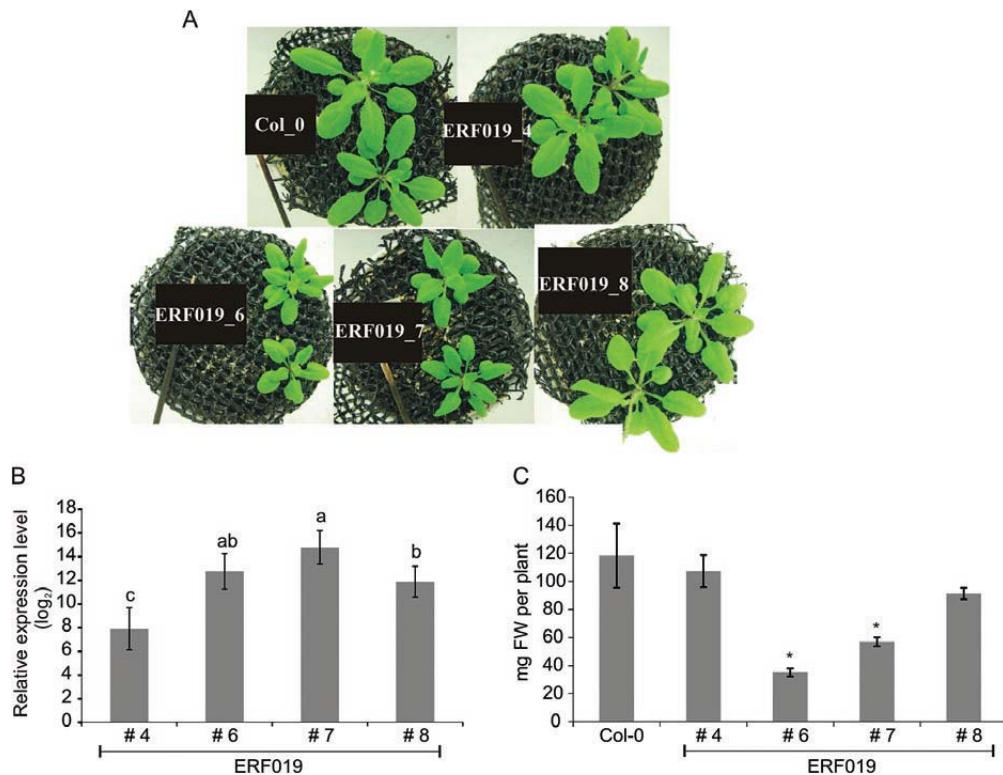 A
Col_0
ERF019_4
ERF019_6
ERF019_7
ERF019_8
B
Relative expression level
(log₂)
18
16
14
12
10
8
6
4
2
0
c
ab
a
b
# 4
# 6
# 7
# 8
ERF019
C
mg FW per plant
160
140
120
100
80
60
40
20
0
*
*
Col-0
# 4
# 6
# 7
# 8
ERF019